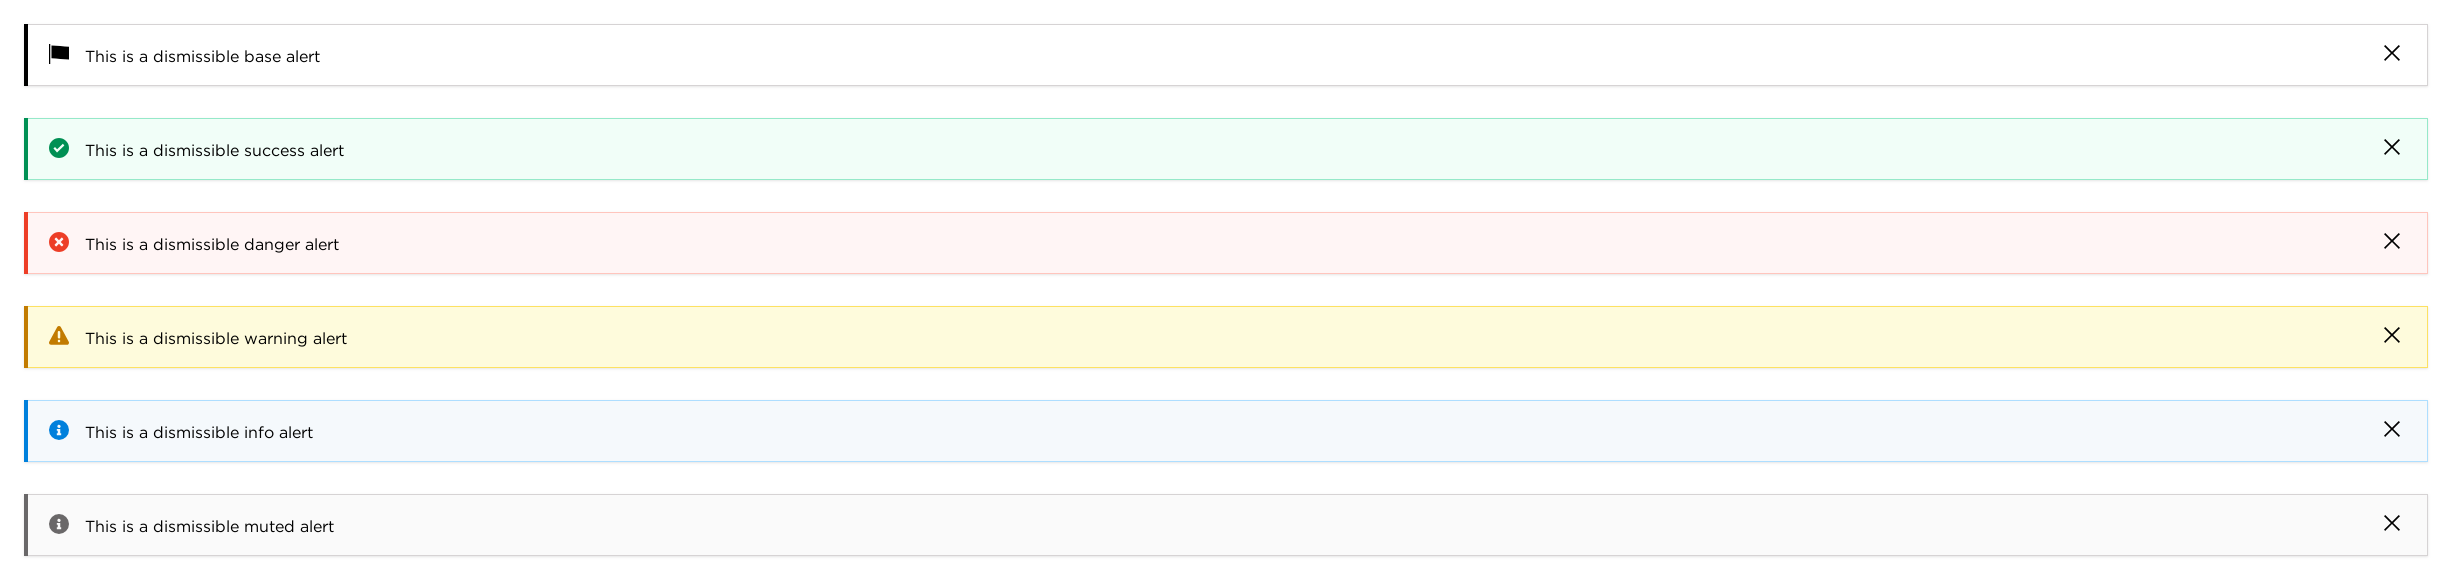 This is a dismissible base alert
This is a dismissible success alert
This is a dismissible danger alert
This is a dismissible warning alert
This is a dismissible info alert
This is a dismissible muted alert